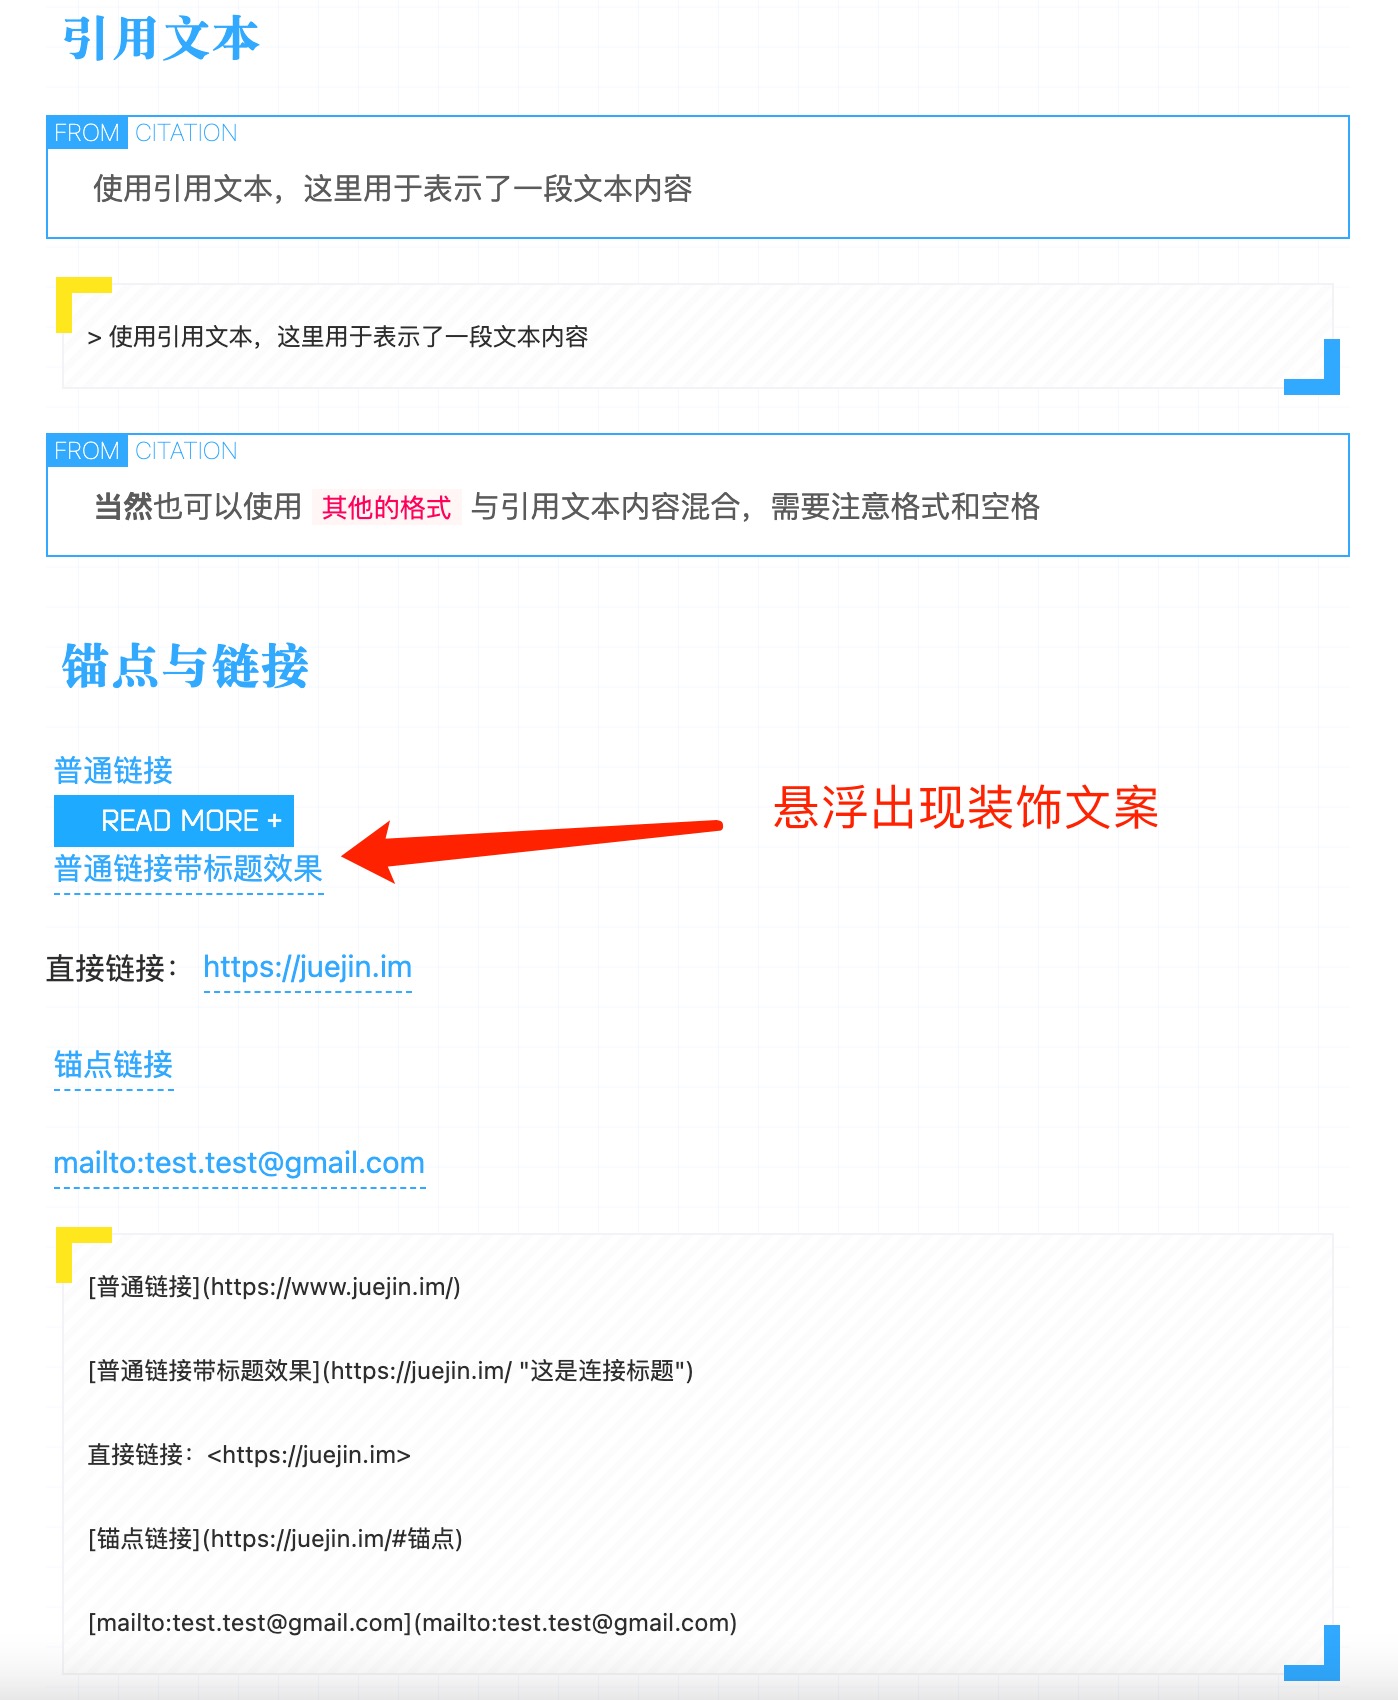 引用文本
FROM CITATION
使用引用文本，这里用于表示了一段文本内容
> 使用引用文本，这里用于表示了一段文本内容
FROM CITATION
当然也可以使用 其他的格式 与引用文本内容混合，需要注意格式和空格
锚点与链接
普通链接
悬浮出现装饰文案
READ MORE +
普通链接带标题效果
直接链接： https://juejin.im
锚点链接
mailto:test.test@gmail.com
[普通链接](https://www.juejin.im/)
[普通链接带标题效果](https://juejin.im/ "这是连接标题")
直接链接：<https://juejin.im>
[锚点链接](https://juejin.im/#锚点)
[mailto:test.test@gmail.com](mailto:test.test@gmail.com)